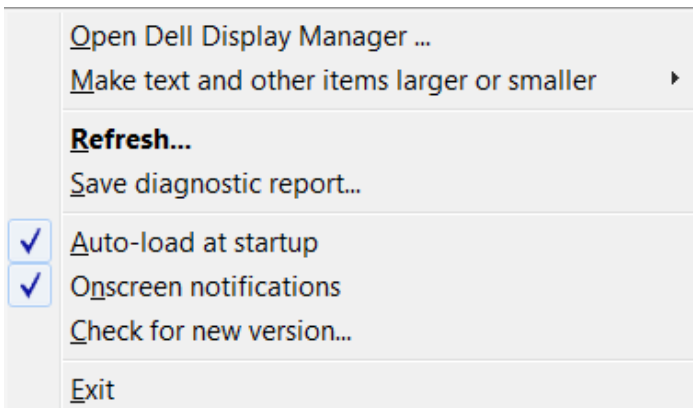 Open Dell Display Manager ...
Make text and other items larger or smaller
Refresh...
Save diagnostic report...
Auto-load at startup
Onscreen notifications
Check for new version...
Exit